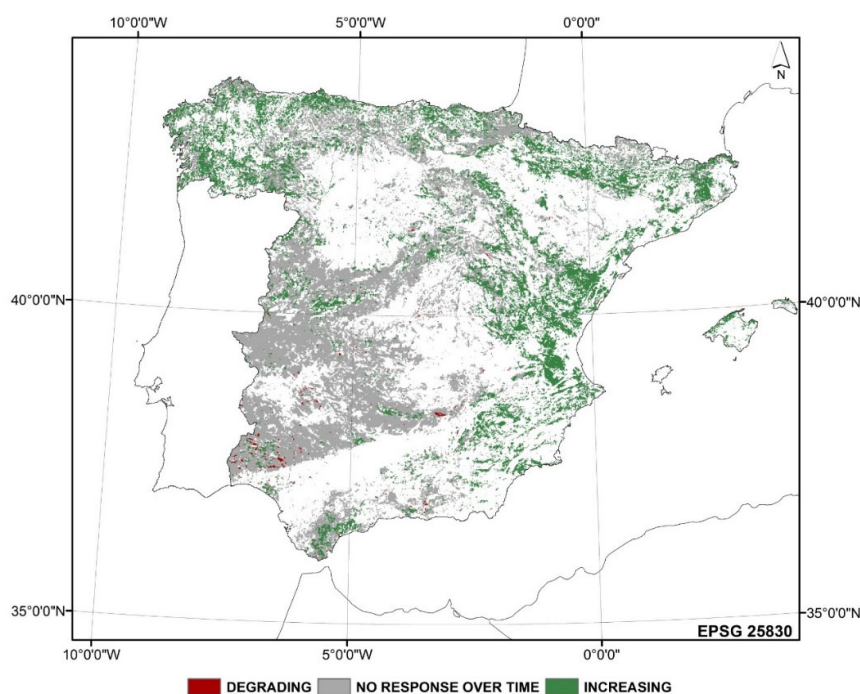 10°0'0"W 5°0'0"W 0°0'0"
N
40°0'0"N 40°0'0"N
35°0'0"N 35°0'0"N
EPSG 25830
10°0'0"W 5°0'0"W 0°0'0"
DEGRADING NO RESPONSE OVER TIME INCREASING